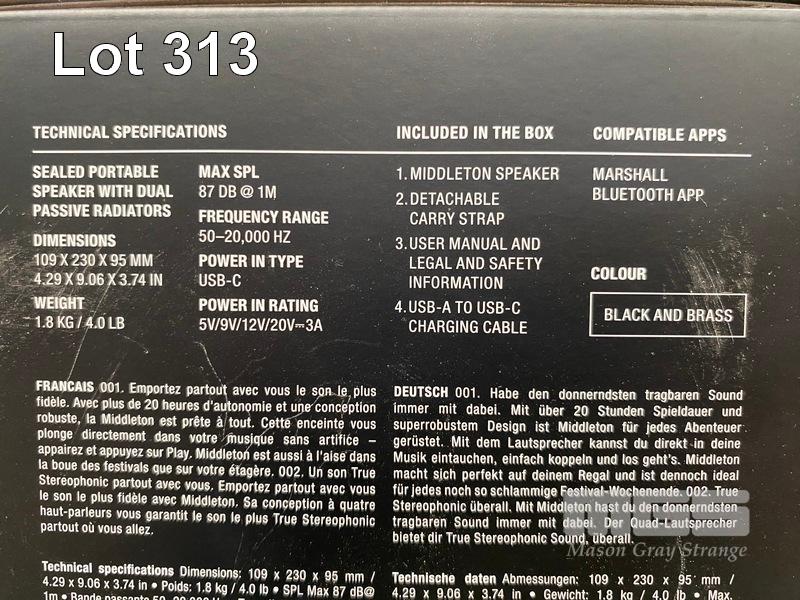 Lot 313
TECHNICAL SPECIFICATIONS
SEALED PORTABLE
SPEAKER WITH DUAL
PASSIVE RADIATORS
DIMENSIONS
109 X 230 X 95 MM
4.29 X 9.06 X 3.74 IN
WEIGHT
1.8 KG / 4.0 LB
MAX SPL
87 DB @ 1M
FREQUENCY RANGE
50–20,000 HZ
POWER IN TYPE
USB-C
POWER IN RATING
5V/9V/12V/20V⎓3A
INCLUDED IN THE BOX
1. MIDDLETON SPEAKER
2. DETACHABLE
CARRY STRAP
3. USER MANUAL AND
LEGAL AND SAFETY
INFORMATION
4. USB-A TO USB-C
CHARGING CABLE
COMPATIBLE APPS
MARSHALL
BLUETOOTH APP
COLOUR
BLACK AND BRASS
FRANCAIS 001. Emportez partout avec vous le son le plus
fidèle. Avec plus de 20 heures d'autonomie et une conception
robuste, la Middleton est prête à tout. Cette enceinte vous
plonge directement dans votre musique sans artifice –
appairez et appuyez sur Play. Middleton est aussi à l'aise dans
la boue des festivals que sur votre étagère. 002. Un son True
Stereophonic partout avec vous. Emportez partout avec vous
le son le plus fidèle avec Middleton. Sa conception à quatre
haut-parleurs vous garantit le son le plus True Stereophonic
partout où vous allez.
Technical specifications Dimensions: 109 x 230 x 95 mm /
4.29 x 9.06 x 3.74 in • Poids: 1.8 kg / 4.0 lb • SPL Max 87 dB@
1m • Bande passante 50–20,000 Hz
DEUTSCH 001. Habe den donnerndsten tragbaren Sound
immer mit dabei. Mit über 20 Stunden Spieldauer und
superrobustem Design ist Middleton für jedes Abenteuer
gerüstet. Mit dem Lautsprecher kannst du direkt in deine
Musik eintauchen, einfach koppeln und los geht's. Middleton
macht sich perfekt auf deinem Regal und ist dennoch ideal
für jedes noch so schlammige Festival-Wochenende. 002. True
Stereophonic überall. Mit Middleton hast du den donnerndsten
tragbaren Sound immer mit dabei. Der Quad-Lautsprecher
bietet dir True Stereophonic Sound, überall.
Mason Gray Strange
Technische daten Abmessungen: 109 x 230 x 95 mm /
4.29 x 9.06 x 3.74 in • Gewicht: 1.8 kg / 4.0 lb • Max.